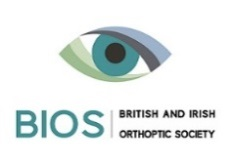 BIOS | BRITISH AND IRISH
ORTHOPTIC SOCIETY